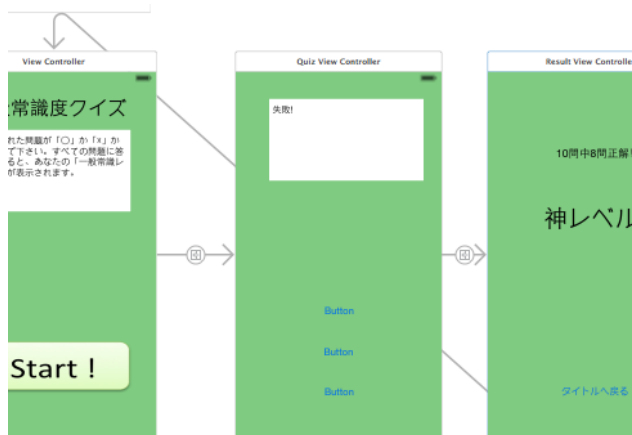 View Controller
常識度クイズ
れた問題が「○」か「x」か
て下さい。すべての問題に答
ると、あなたの「一般常識レ
が表示されます。
Start !
Quiz View Controller
失敗!
Button
Button
Button
Result View Controlle
10問中8問正解!
神レベル
タイトルへ戻る